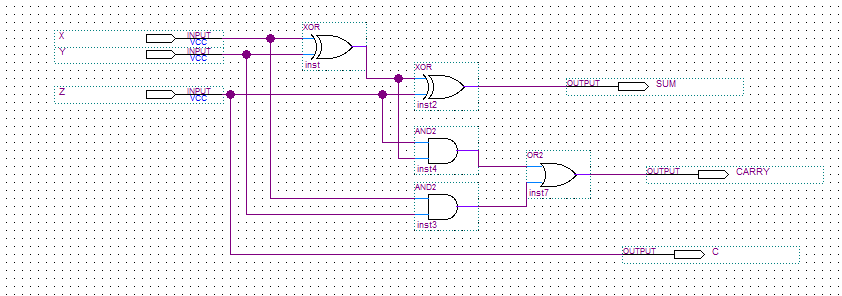 XOR
X
INPUT
VCC
Y
INPUT
VCC
inst
XOR
Z
INPUT
VCC
inst2
OUTPUT
SUM
AND2
inst4
OR2
inst7
OUTPUT
CARRY
AND2
inst3
OUTPUT
C